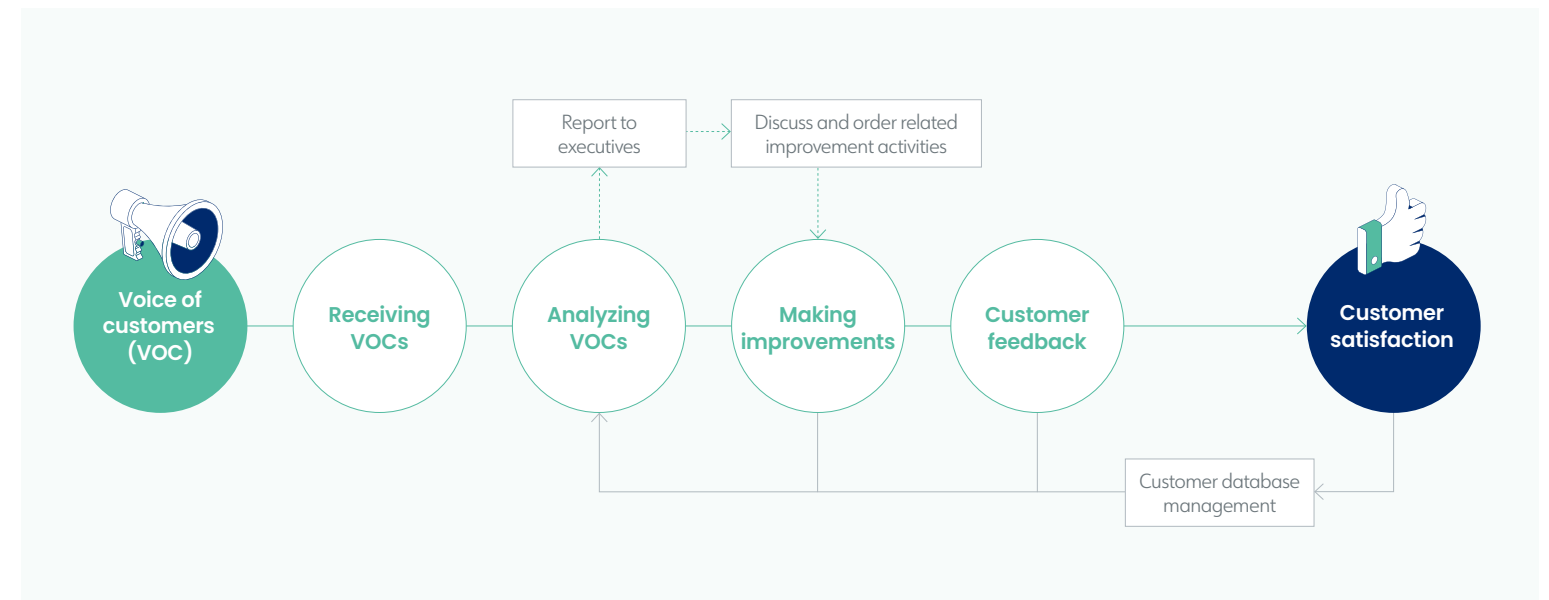 Report to
executives
Discuss and order related
improvement activities
Voice of
customers
(VOC)
Receiving
VOCs
Analyzing
VOCs
Making
improvements
Customer
feedback
Customer
satisfaction
Customer database
management